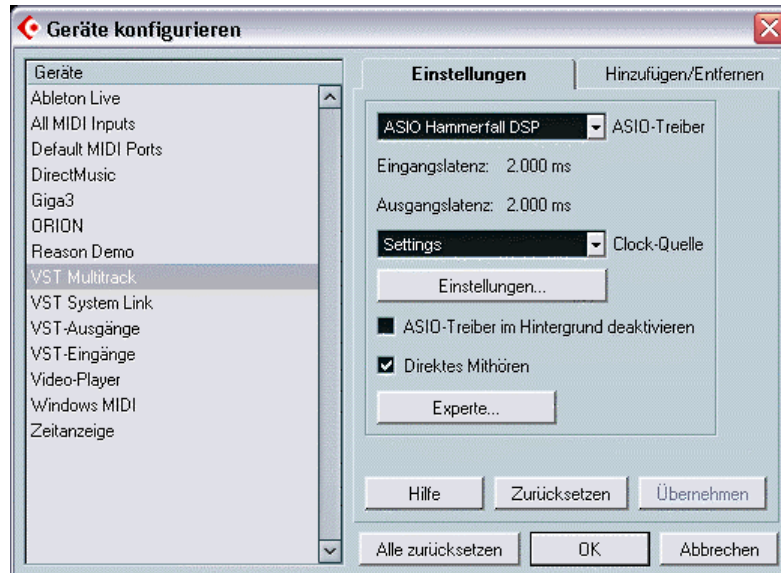 Geräte konfigurieren
Geräte
Ableton Live
All MIDI Inputs
Default MIDI Ports
DirectMusic
Giga3
ORION
Reason Demo
VST Multitrack
VST System Link
VST-Ausgänge
VST-Eingänge
Video-Player
Windows MIDI
Zeitanzeige
Einstellungen
Hinzufügen/Entfernen
ASIO Hammerfall DSP ASIO-Treiber
Eingangslatenz: 2.000 ms
Ausgangslatenz: 2.000 ms
Settings Clock-Quelle
Einstellungen...
ASIO-Treiber im Hintergrund deaktivieren
Direktes Mithören
Experte...
Hilfe
Zurücksetzen
Übernehmen
Alle zurücksetzen
OK
Abbrechen